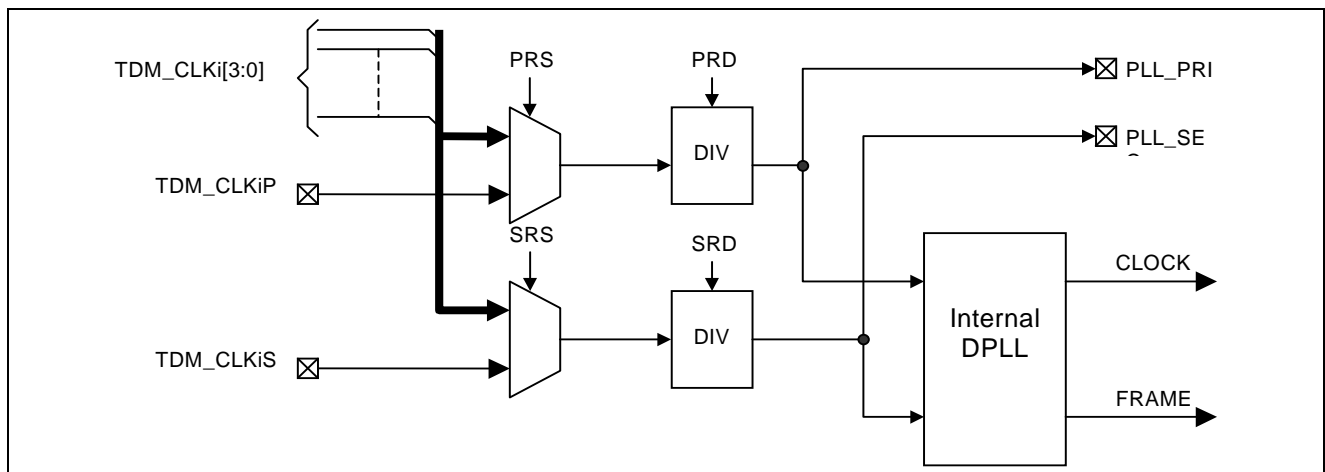 TDM_CLKi[3:0]
PRS
PRD
PLL_PRI
DIV
PLL_SE
TDM_CLKiP
SRS
SRD
CLOCK
DIV
Internal
DPLL
TDM_CLKiS
FRAME